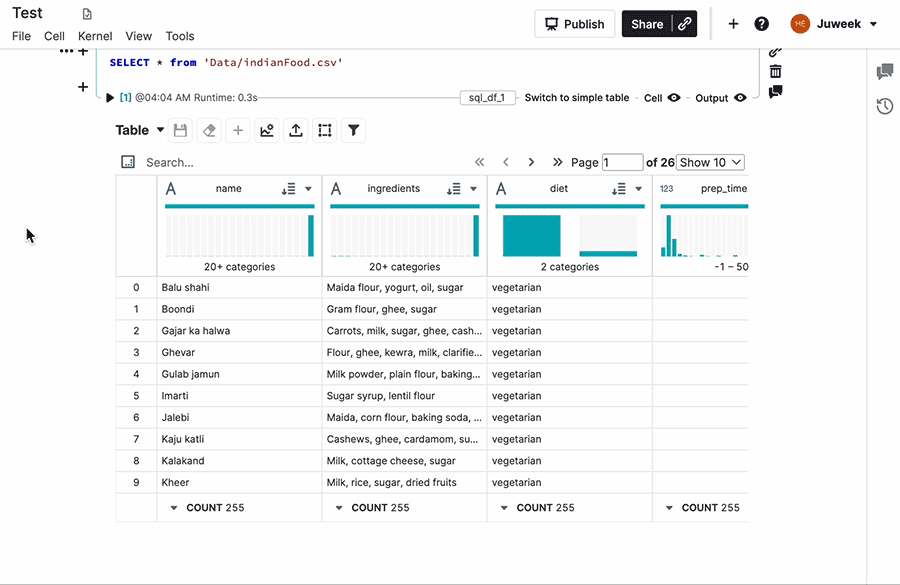 Test
Publish
Share
HE
Juweek
File Cell Kernel View Tools
SELECT * from 'Data/indianFood.csv'
[1] @04:04 AM Runtime: 0.3s
sql_df_1
Switch to simple table
Cell
Output
Table
Search...
Page 1 of 26 Show 10
A name
A ingredients
A diet
123 prep_time
20+ categories
20+ categories
2 categories
-1 – 50
0 Balu shahi Maida flour, yogurt, oil, sugar vegetarian
1 Boondi Gram flour, ghee, sugar vegetarian
2 Gajar ka halwa Carrots, milk, sugar, ghee, cash... vegetarian
3 Ghevar Flour, ghee, kewra, milk, clarifie... vegetarian
4 Gulab jamun Milk powder, plain flour, baking... vegetarian
5 Imarti Sugar syrup, lentil flour vegetarian
6 Jalebi Maida, corn flour, baking soda, ... vegetarian
7 Kaju katli Cashews, ghee, cardamom, su... vegetarian
8 Kalakand Milk, cottage cheese, sugar vegetarian
9 Kheer Milk, rice, sugar, dried fruits vegetarian
COUNT 255 COUNT 255 COUNT 255 COUNT 255